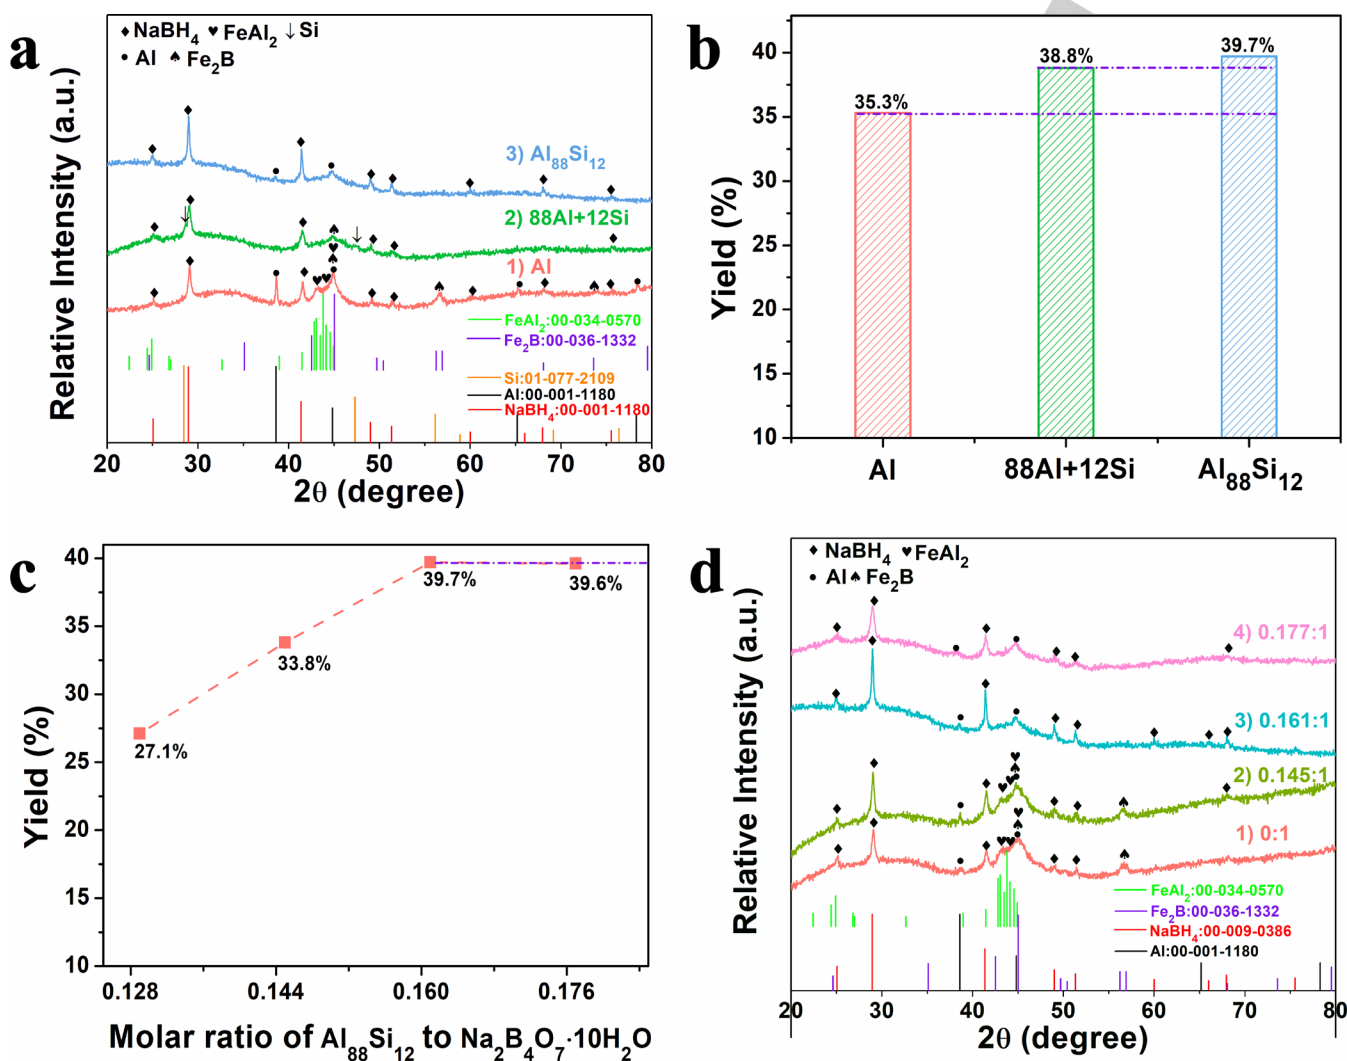 a
♦ NaBH₄ ♥ FeAl₂ ↓ Si
• Al ♠ Fe₂B
3) Al₈₈Si₁₂
2) 88Al+12Si
1) Al
FeAl₂:00-034-0570
Fe₂B:00-036-1332
Si:01-077-2109
Al:00-001-1180
NaBH₄:00-001-1180
Relative Intensity (a.u.)
20 30 40 50 60 70 80
2θ (degree)
b
40
35
30
25
20
15
10
35.3%
38.8%
39.7%
Yield (%)
Al 88Al+12Si Al₈₈Si₁₂
c
40
35
30
25
20
15
10
39.7%
39.6%
33.8%
27.1%
Yield (%)
0.128 0.144 0.160 0.176
Molar ratio of Al₈₈Si₁₂ to Na₂B₄O₇·10H₂O
d
♦ NaBH₄ ♥ FeAl₂
• Al ♠ Fe₂B
4) 0.177:1
3) 0.161:1
2) 0.145:1
1) 0:1
FeAl₂:00-034-0570
Fe₂B:00-036-1332
NaBH₄:00-009-0386
Al:00-001-1180
Relative Intensity (a.u.)
20 30 40 50 60 70 80
2θ (degree)